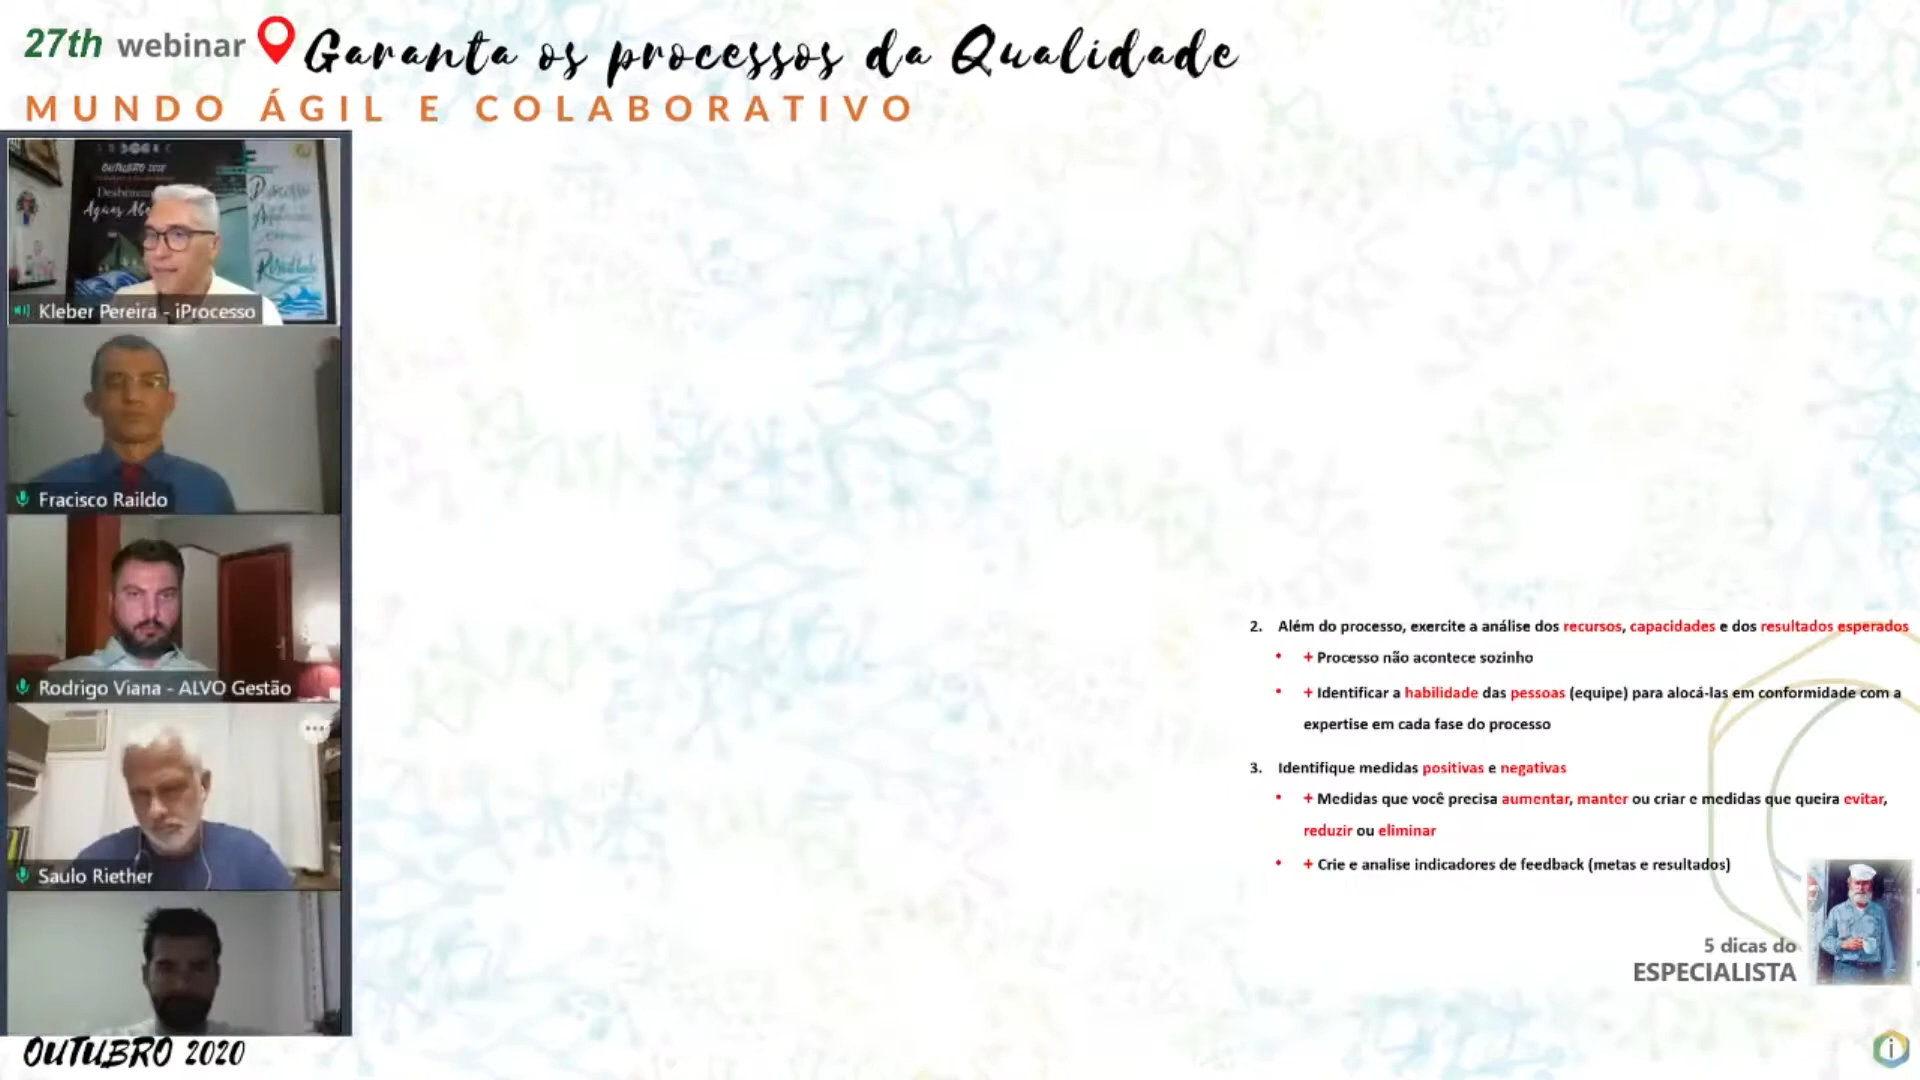 27th webinar Garanta os processos da Qualidade
MUNDO ÁGIL E COLABORATIVO
OUTUBRO 2020
Kleber Pereira - iProcesso
Fracisco Raildo
Rodrigo Viana - ALVO Gestão
Saulo Riether
2. Além do processo, exercite a análise dos recursos, capacidades e dos resultados esperados
• + Processo não acontece sozinho
• + Identificar a habilidade das pessoas (equipe) para alocá-las em conformidade com a
expertise em cada fase do processo
3. Identifique medidas positivas e negativas
• + Medidas que você precisa aumentar, manter ou criar e medidas que queira evitar,
reduzir ou eliminar
• + Crie e analise indicadores de feedback (metas e resultados)
5 dicas do
ESPECIALISTA
OUTUBRO 2020
i